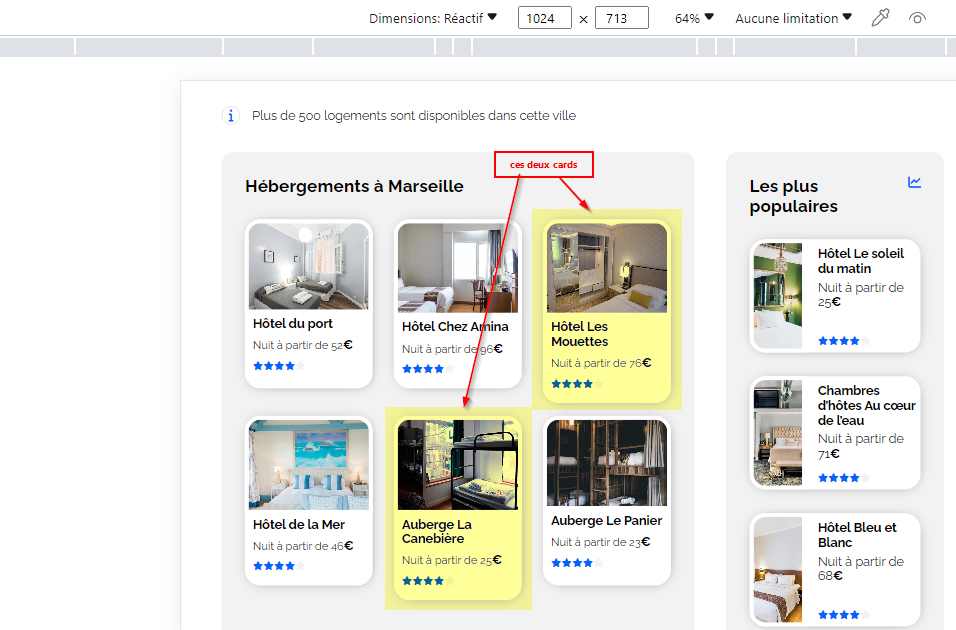 Dimensions: Réactif 1024 × 713 64% Aucune limitation
i Plus de 500 logements sont disponibles dans cette ville
ces deux cards
Hébergements à Marseille
Hôtel du port
Nuit à partir de 52€
Hôtel Chez Amina
Nuit à partir de 96€
Hôtel Les
Mouettes
Nuit à partir de 76€
Hôtel de la Mer
Nuit à partir de 46€
Auberge La
Canebière
Nuit à partir de 25€
Auberge Le Panier
Nuit à partir de 23€
Les plus
populaires
Hôtel Le soleil
du matin
Nuit à partir de
25€
Chambres
d'hôtes Au cœur
de l'eau
Nuit à partir de
71€
Hôtel Bleu et
Blanc
Nuit à partir de
68€